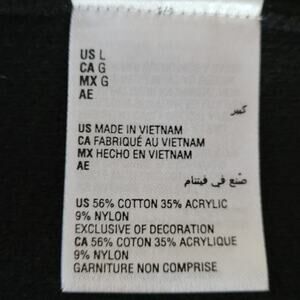 US L
CA G
MX G
AE
كبير
US MADE IN VIETNAM
CA FABRIQUÉ AU VIETNAM
MX HECHO EN VIETNAM
AE
صُنع في فيتنام
US 56% COTTON 35% ACRYLIC
9% NYLON
EXCLUSIVE OF DECORATION
CA 56% COTON 35% ACRYLIQUE
9% NYLON
GARNITURE NON COMPRISE